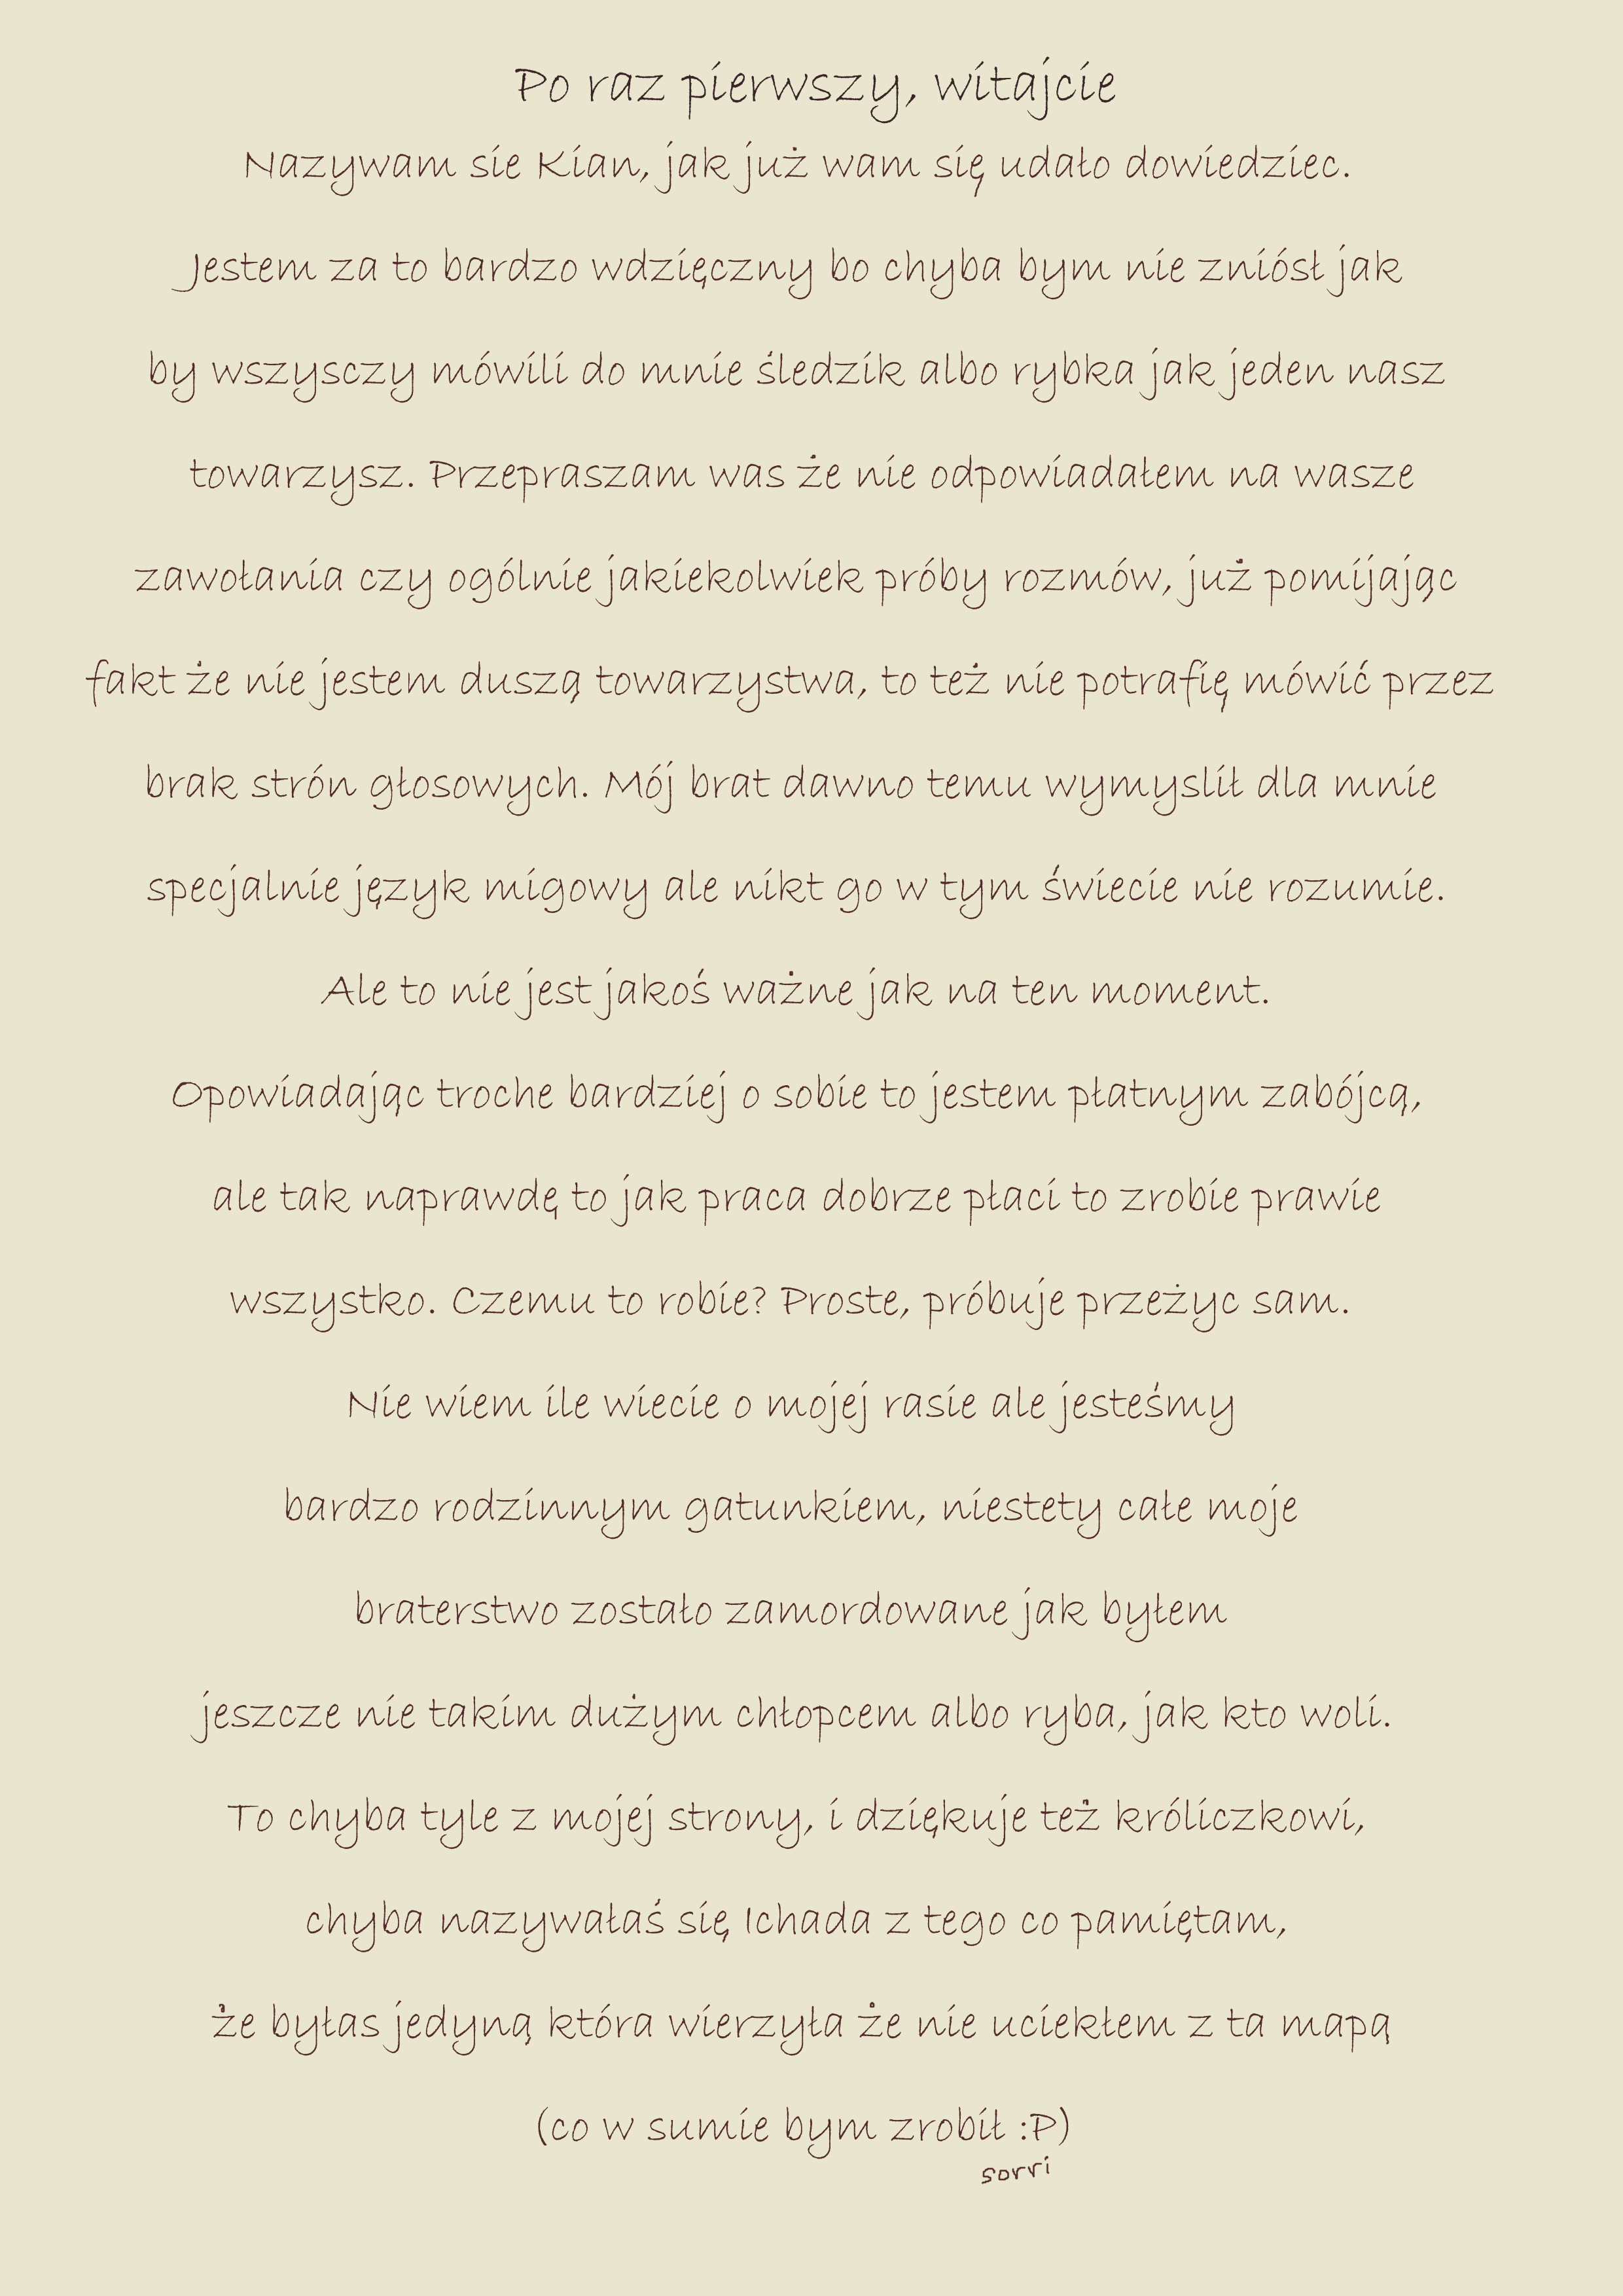 Po raz pierwszy, witajcie
Nazywam sie Kian, jak już wam się udało dowiedziec.
Jestem za to bardzo wdzięczny bo chyba bym nie zniósł jak
by wszysczy mówili do mnie śledzik albo rybka jak jeden nasz
towarzysz. Przepraszam was że nie odpowiadałem na wasze
zawołania czy ogólnie jakiekolwiek próby rozmów, już pomijając
fakt że nie jestem duszą towarzystwa, to też nie potrafię mówić przez
brak strón głosowych. Mój brat dawno temu wymyslił dla mnie
specjalnie język migowy ale nikt go w tym świecie nie rozumie.
Ale to nie jest jakoś ważne jak na ten moment.
Opowiadając troche bardziej o sobie to jestem płatnym zabójcą,
ale tak naprawdę to jak praca dobrze płaci to zrobie prawie
wszystko. Czemu to robie? Proste, próbuje przeżyc sam.
Nie wiem ile wiecie o mojej rasie ale jesteśmy
bardzo rodzinnym gatunkiem, niestety całe moje
braterstwo zostało zamordowane jak byłem
jeszcze nie takim dużym chłopcem albo ryba, jak kto woli.
To chyba tyle z mojej strony, i dziękuje też króliczkowi,
chyba nazywałaś się Ichada z tego co pamiętam,
że byłas jedyną która wierzyła że nie uciekłem z ta mapą
(co w sumie bym zrobił :P)
sorri